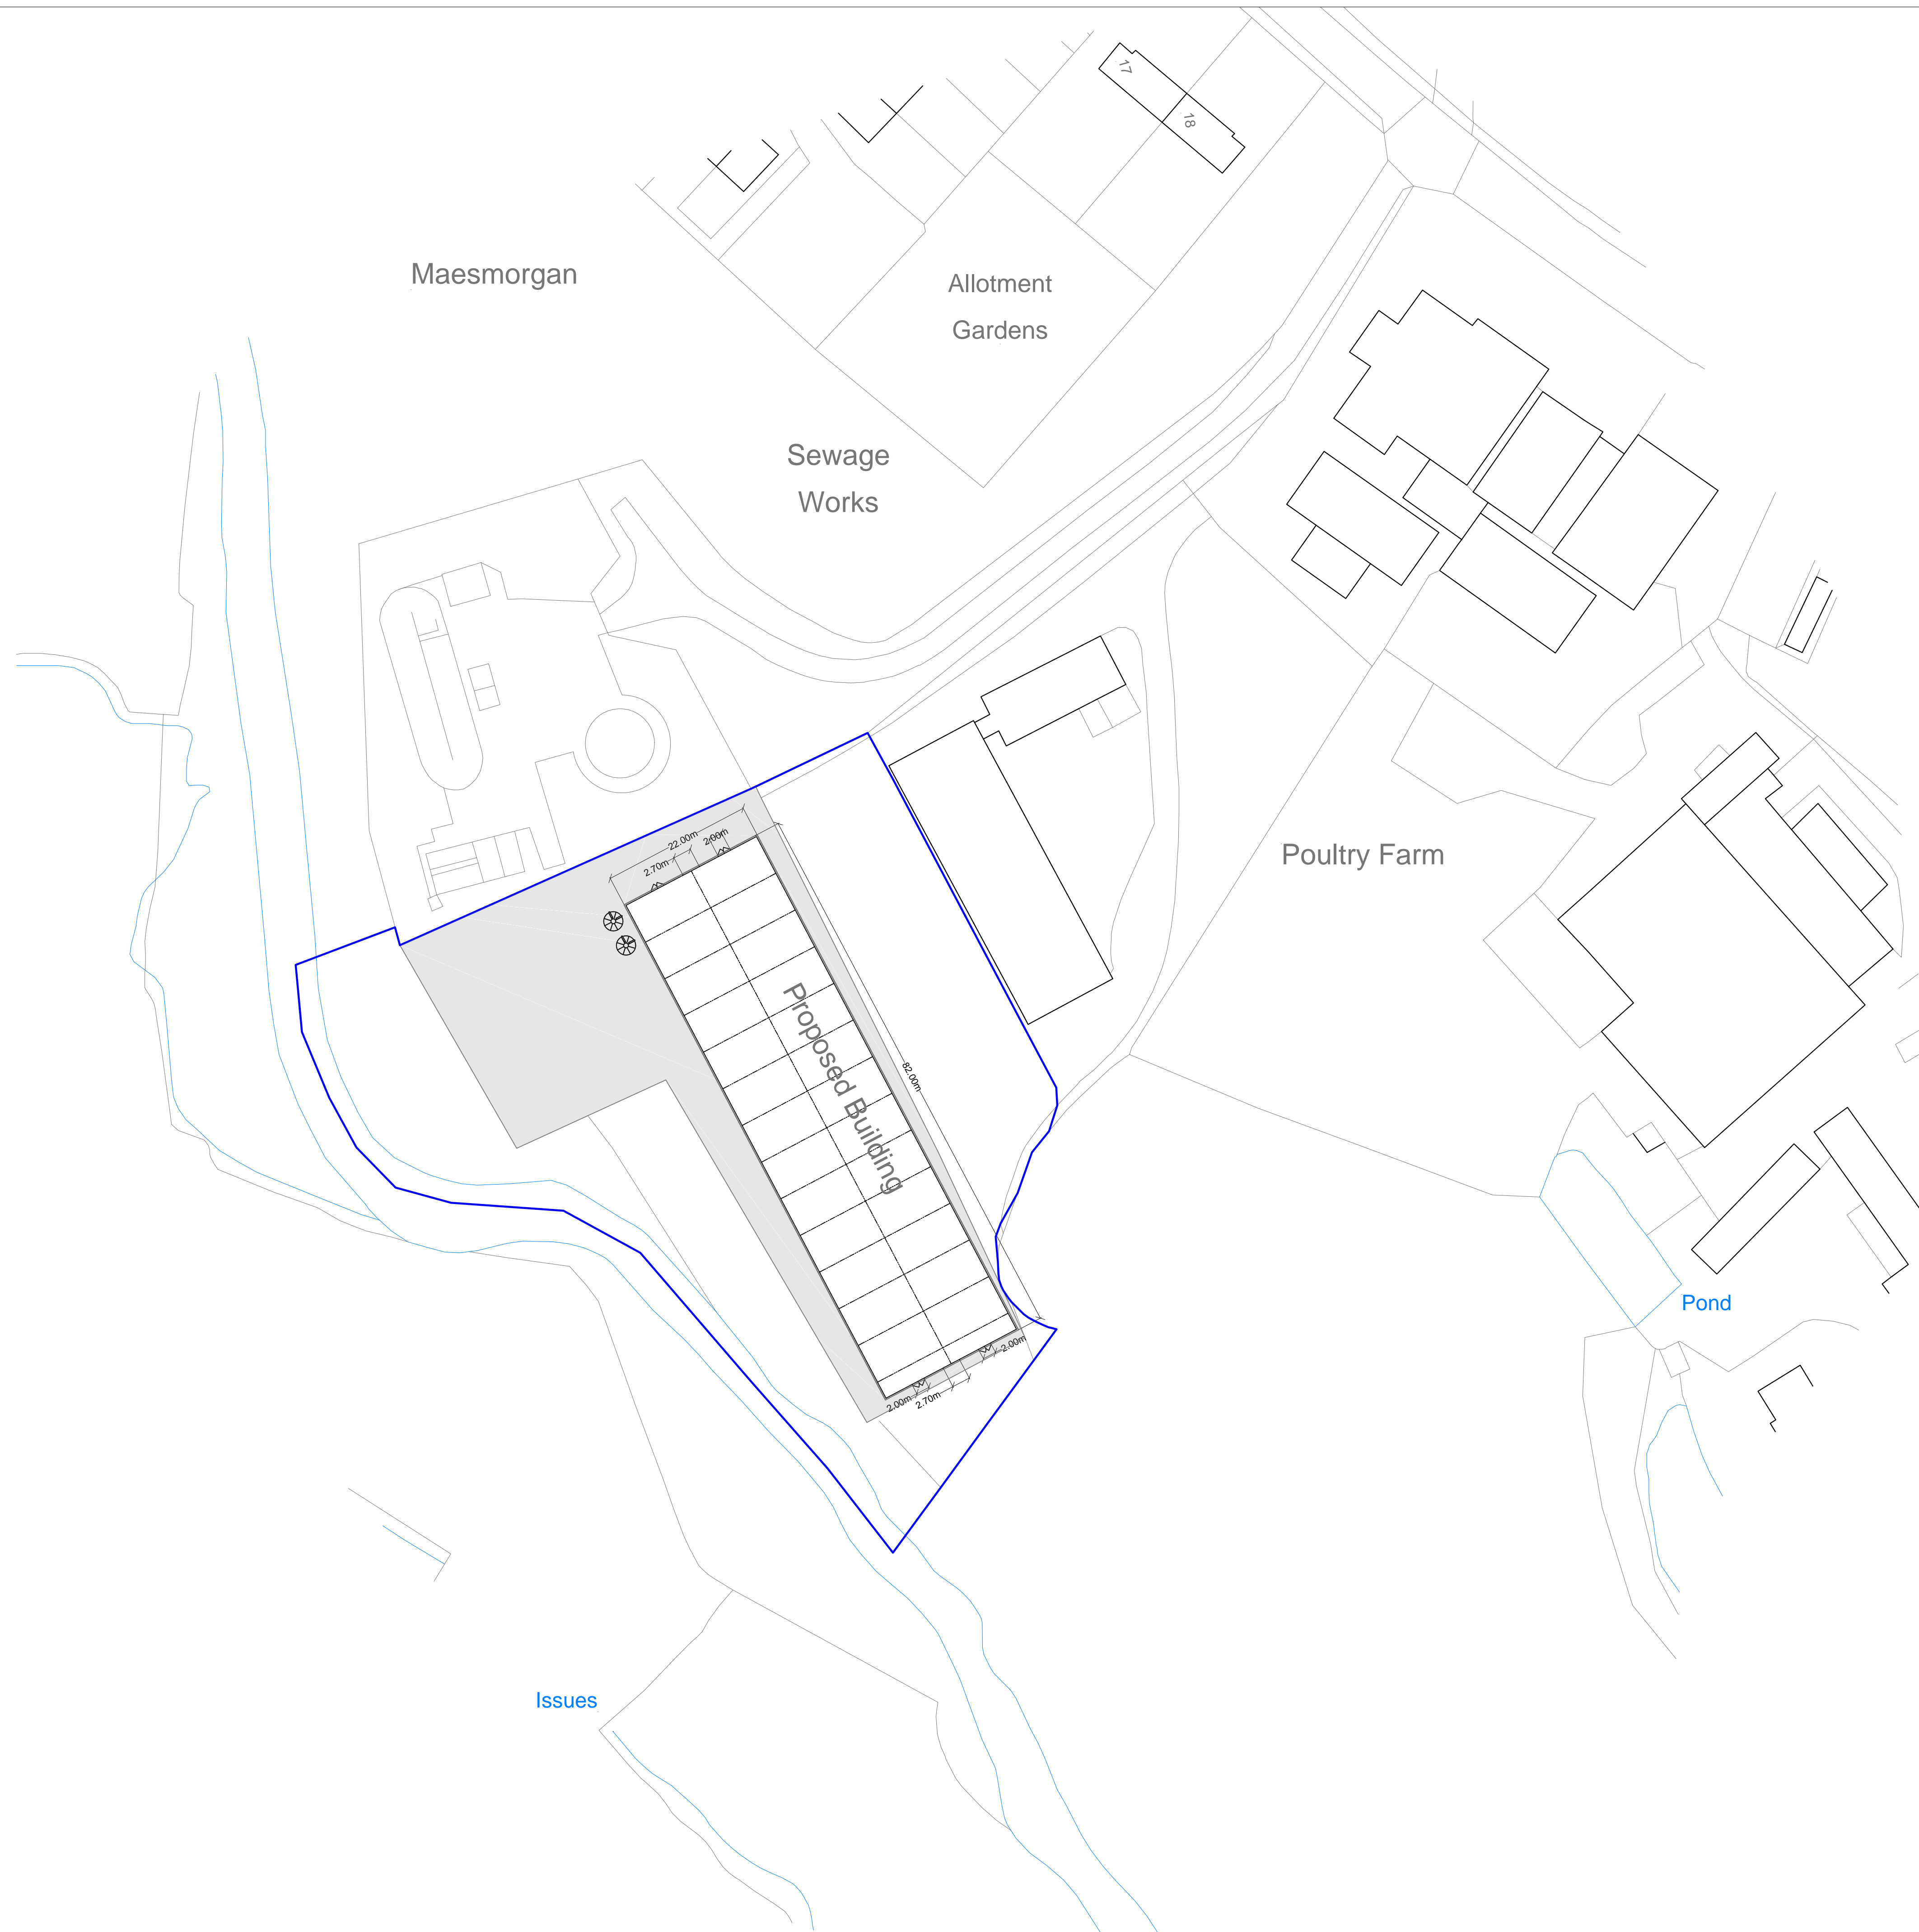 17
18
Maesmorgan
Allotment
Gardens
Sewage
Works
22.00m
2.00m
2.70m
Poultry Farm
Proposed Building
82.00m
Pond
2.00m
2.00m
2.70m
Issues